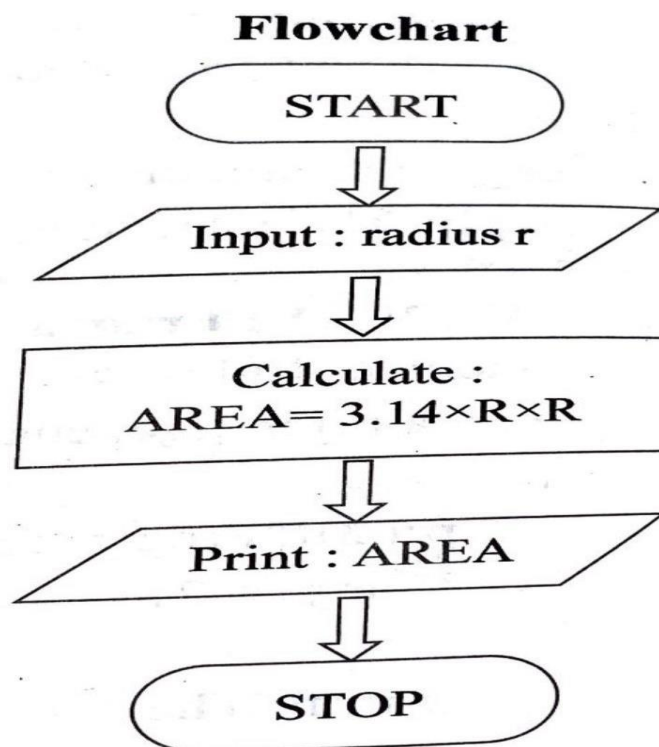 Flowchart
START
Input : radius r
Calculate :
AREA= 3.14×R×R
Print : AREA
STOP